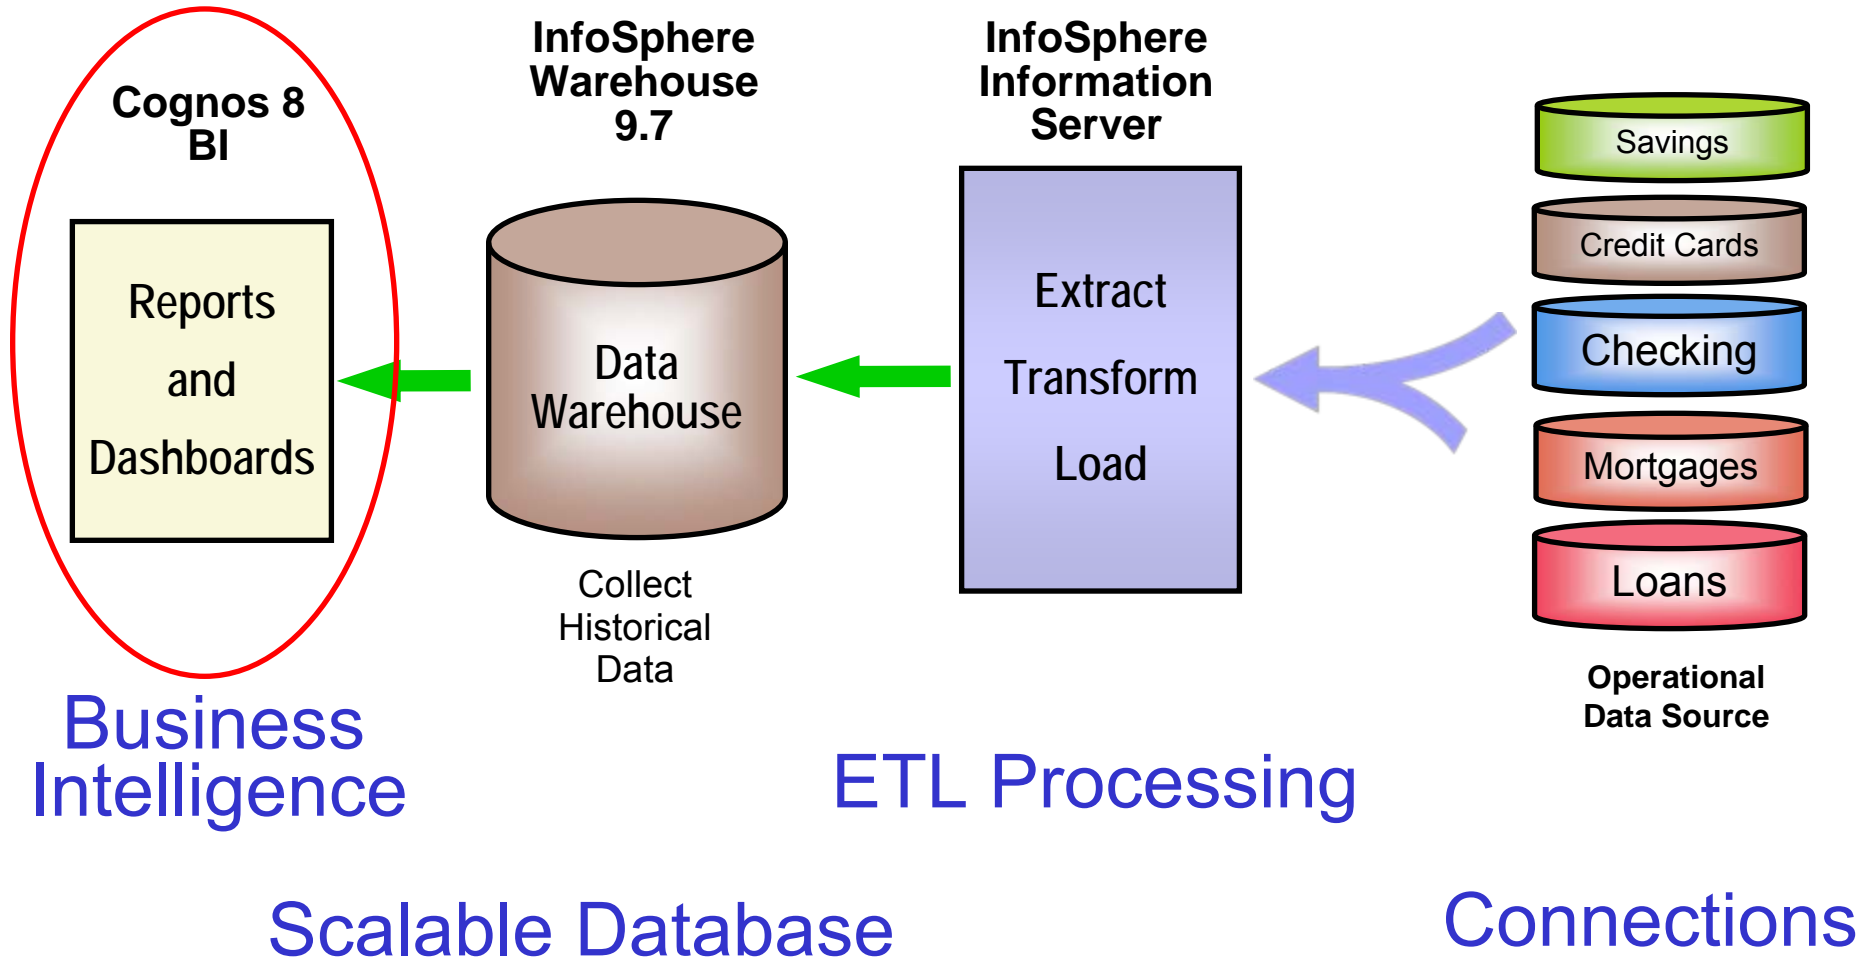 Cognos 8
BI
Reports
and
Dashboards
Business
Intelligence
InfoSphere
Warehouse
9.7
Data
Warehouse
Collect
Historical
Data
Scalable Database
InfoSphere
Information
Server
Extract
Transform
Load
ETL Processing
Savings
Credit Cards
Checking
Mortgages
Loans
Operational
Data Source
Connections